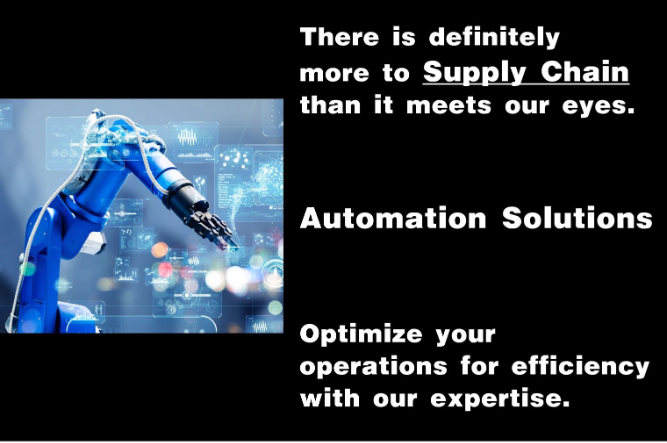 There is definitely
more to Supply Chain
than it meets our eyes.
Automation Solutions
Optimize your
operations for efficiency
with our expertise.